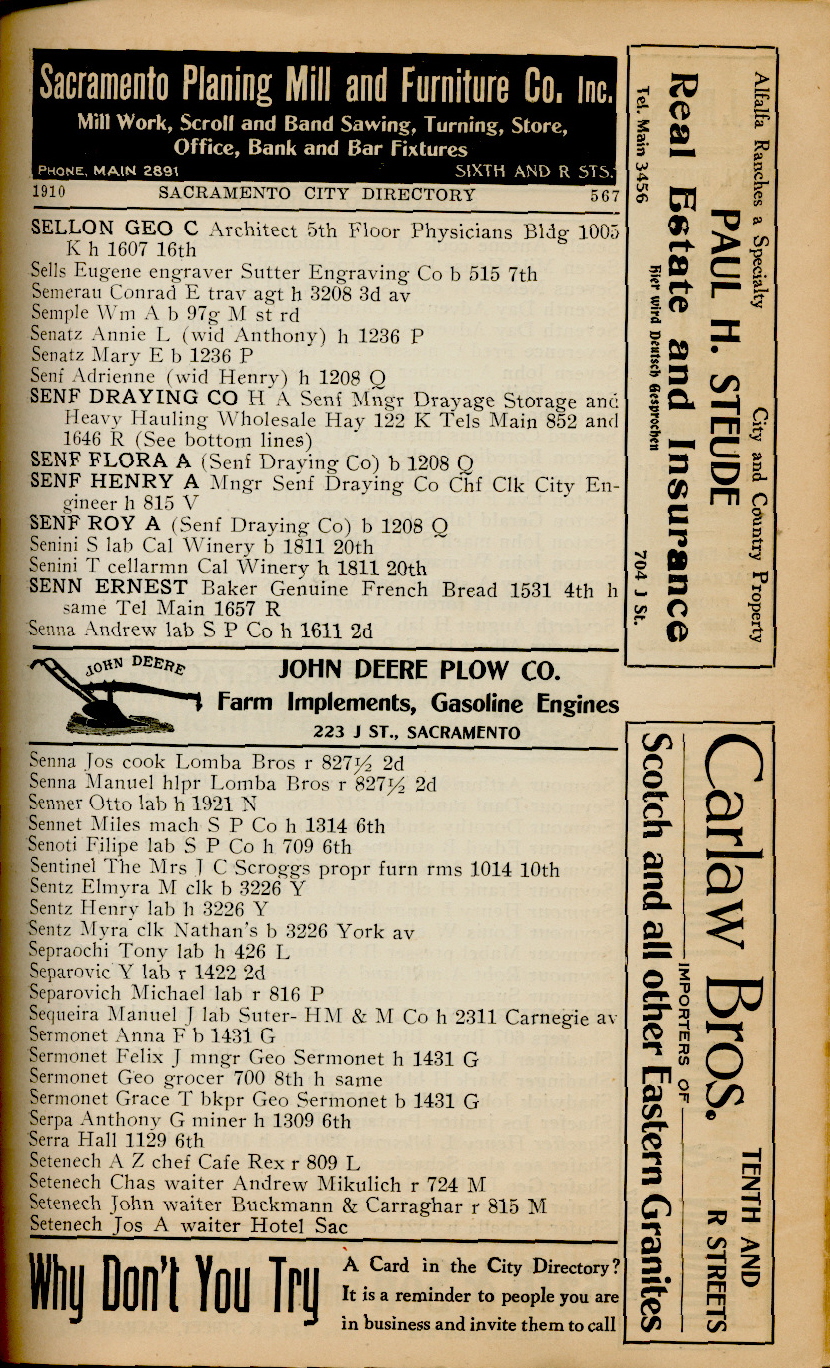 Sacramento Planing Mill and Furniture Co. Inc.
Mill Work, Scroll and Band Sawing, Turning, Store,
Office, Bank and Bar Fixtures
PHONE, MAIN 2891 SIXTH AND R STS.
1910 SACRAMENTO CITY DIRECTORY 567
SELLON GEO C Architect 5th Floor Physicians Bldg 1005
K h 1607 16th
Sells Eugene engraver Sutter Engraving Co b 515 7th
Semerau Conrad E trav agt h 3208 3d av
Semple Wm A b 97g M st rd
Senatz Annie L (wid Anthony) h 1236 P
Senatz Mary E b 1236 P
Senf Adrienne (wid Henry) h 1208 Q
SENF DRAYING CO H A Senf Mngr Drayage Storage and
Heavy Hauling Wholesale Hay 122 K Tels Main 852 and
1646 R (See bottom lines)
SENF FLORA A (Senf Draying Co) b 1208 Q
SENF HENRY A Mngr Senf Draying Co Chf Clk City En-
gineer h 815 V
SENF ROY A (Senf Draying Co) b 1208 Q
Senini S lab Cal Winery b 1811 20th
Senini T cellarmn Cal Winery h 1811 20th
SENN ERNEST Baker Genuine French Bread 1531 4th h
same Tel Main 1657 R
Senna Andrew lab S P Co h 1611 2d
JOHN DEERE
JOHN DEERE PLOW CO.
Farm Implements, Gasoline Engines
223 J ST., SACRAMENTO
Senna Jos cook Lomba Bros r 827½ 2d
Senna Manuel hlpr Lomba Bros r 827½ 2d
Senner Otto lab h 1921 N
Sennet Miles mach S P Co h 1314 6th
Senoti Filipe lab S P Co h 709 6th
Sentinel The Mrs J C Scroggs propr furn rms 1014 10th
Sentz Elmyra M clk b 3226 Y
Sentz Henry lab h 3226 Y
Sentz Myra clk Nathan's b 3226 York av
Sepraochi Tony lab h 426 L
Separovic Y lab r 1422 2d
Separovich Michael lab r 816 P
Sequeira Manuel J lab Suter- HM & M Co h 2311 Carnegie av
Sermonet Anna F b 1431 G
Sermonet Felix J mngr Geo Sermonet h 1431 G
Sermonet Geo grocer 700 8th h same
Sermonet Grace T bkpr Geo Sermonet b 1431 G
Serpa Anthony G miner h 1309 6th
Serra Hall 1129 6th
Setenech A Z chef Cafe Rex r 809 L
Setenech Chas waiter Andrew Mikulich r 724 M
Setenech John waiter Buckmann & Carraghar r 815 M
Setenech Jos A waiter Hotel Sac
Why Don't You Try
A Card in the City Directory?
It is a reminder to people you are
in business and invite them to call
Alfalfa Ranches a Specialty City and Country Property
PAUL H. STEUDE
Real Estate and Insurance
Hier wird Deutsch Gesprochen
Tel. Main 3456 704 J St.
Carlaw Bros.
TENTH AND
R STREETS
IMPORTERS OF
Scotch and all other Eastern Granites